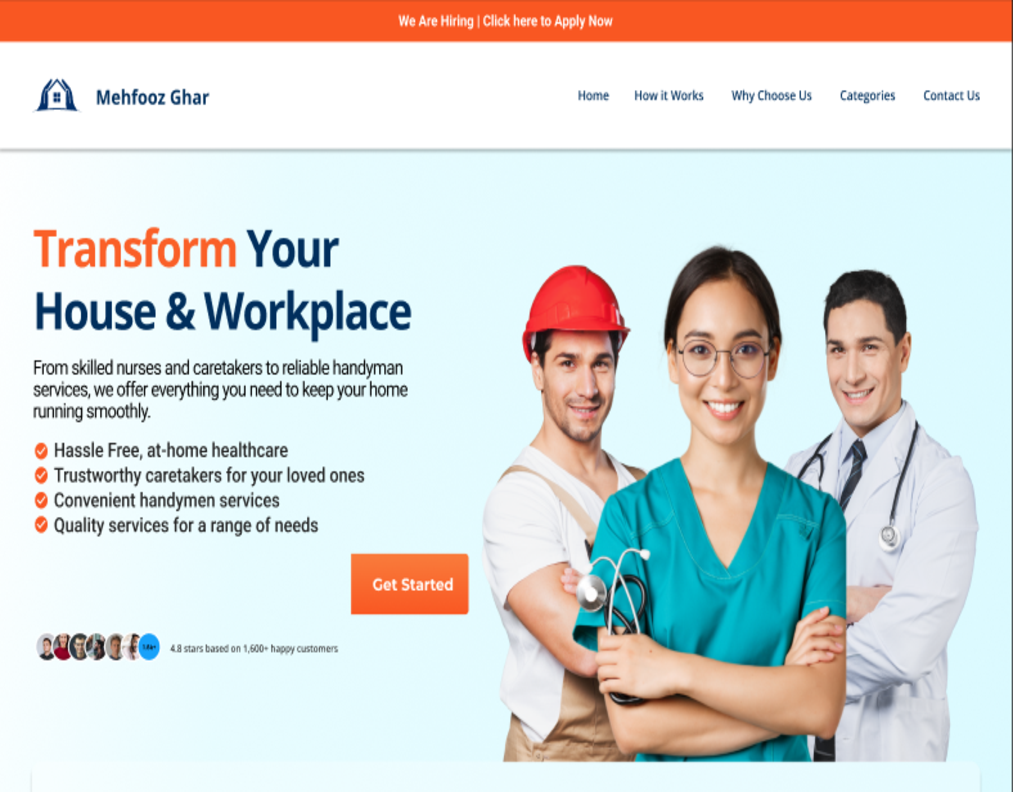 We Are Hiring | Click here to Apply Now
Mehfooz Ghar
Home How it Works Why Choose Us Categories Contact Us
Transform Your
House & Workplace
From skilled nurses and caretakers to reliable handyman
services, we offer everything you need to keep your home
running smoothly.
Hassle Free, at-home healthcare
Trustworthy caretakers for your loved ones
Convenient handymen services
Quality services for a range of needs
Get Started
4.8 stars based on 1,600+ happy customers